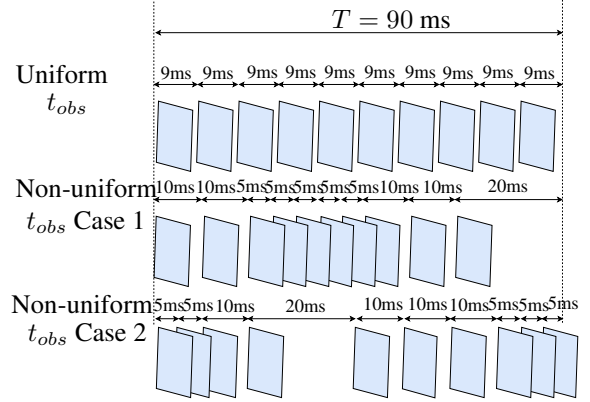 T = 90 ms
Uniform
t_obs
9ms 9ms 9ms 9ms 9ms 9ms 9ms 9ms 9ms 9ms
Non-uniform
t_obs Case 1
10ms 10ms 5ms 5ms 5ms 5ms 5ms 10ms 10ms 20ms
Non-uniform
t_obs Case 2
5ms 5ms 10ms 20ms 10ms 10ms 10ms 5ms 5ms 5ms